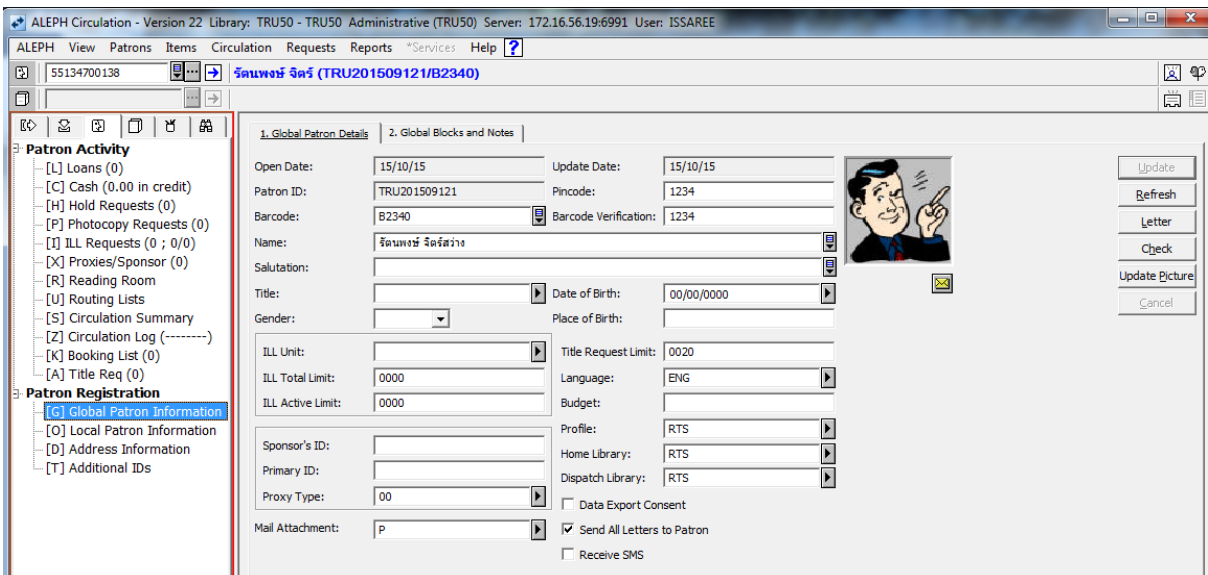 ALEPH Circulation - Version 22 Library: TRU50 - TRU50 Administrative (TRU50) Server: 172.16.56.19:6991 User: ISSAREE
ALEPH View Patrons Items Circulation Requests Reports *Services Help ?
55134700138 รัตนพงษ์ จิตร์ (TRU201509121/B2340)
1. Global Patron Details 2. Global Blocks and Notes
Patron Activity
[L] Loans (0)
[C] Cash (0.00 in credit)
[H] Hold Requests (0)
[P] Photocopy Requests (0)
[I] ILL Requests (0 ; 0/0)
[X] Proxies/Sponsor (0)
[R] Reading Room
[U] Routing Lists
[S] Circulation Summary
[Z] Circulation Log (--------)
[K] Booking List (0)
[A] Title Req (0)
Patron Registration
[G] Global Patron Information
[O] Local Patron Information
[D] Address Information
[T] Additional IDs
Open Date: 15/10/15 Update Date: 15/10/15
Patron ID: TRU201509121 Pincode: 1234
Barcode: B2340 Barcode Verification: 1234
Name: รัตนพงษ์ จิตร์สว่าง
Salutation:
Title: Date of Birth: 00/00/0000
Gender: Place of Birth:
ILL Unit: Title Request Limit: 0020
ILL Total Limit: 0000 Language: ENG
ILL Active Limit: 0000 Budget:
Profile: RTS
Sponsor's ID: Home Library: RTS
Primary ID: Dispatch Library: RTS
Proxy Type: 00 Data Export Consent
Mail Attachment: P Send All Letters to Patron
Receive SMS
Update
Refresh
Letter
Check
Update Picture
Cancel